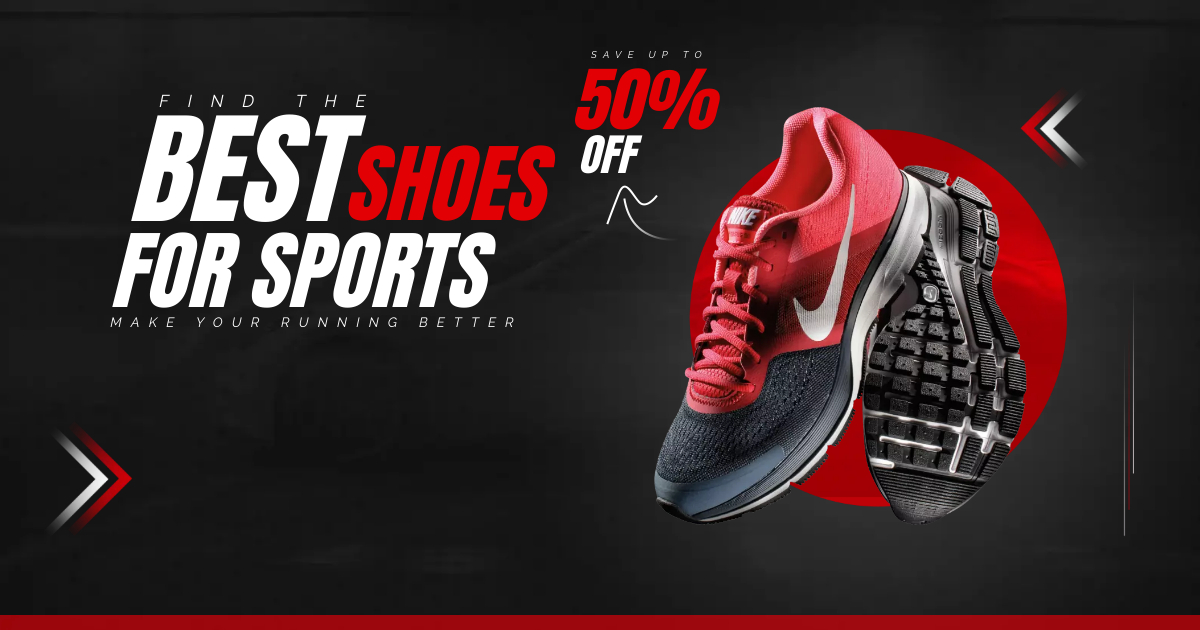 FIND THE
BEST SHOES
FOR SPORTS
MAKE YOUR RUNNING BETTER
SAVE UP TO
50%
OFF
NIKE